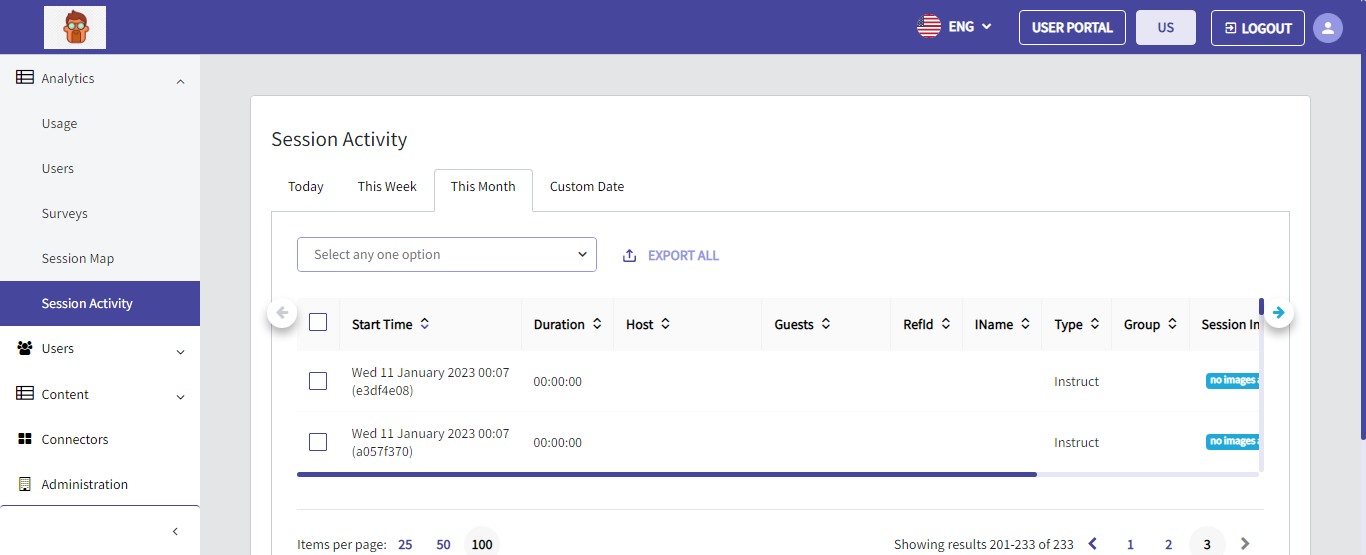 ENG
USER PORTAL
US
LOGOUT
Analytics
Usage
Users
Surveys
Session Map
Session Activity
Users
Content
Connectors
Administration
Session Activity
Today This Week This Month Custom Date
Select any one option
EXPORT ALL
Start Time Duration Host Guests RefId IName Type Group Session In
Wed 11 January 2023 00:07
(e3df4e08)
00:00:00
Instruct
no images a
Wed 11 January 2023 00:07
(a057f370)
00:00:00
Instruct
no images a
Items per page: 25 50 100
Showing results 201-233 of 233 1 2 3